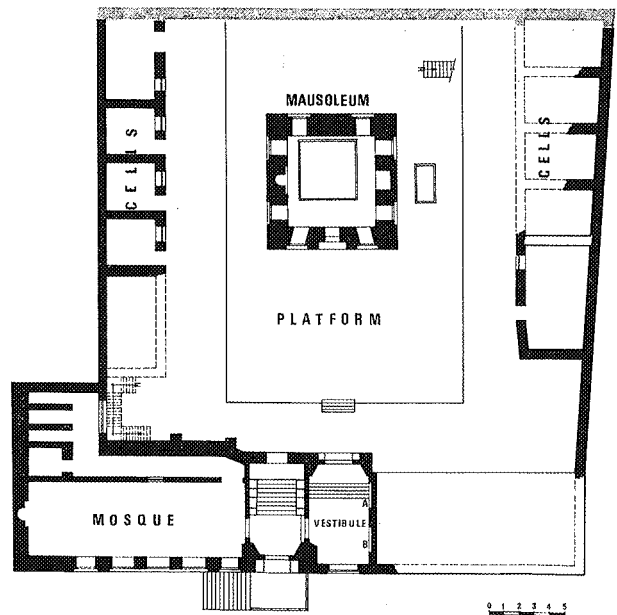 MAUSOLEUM
CELLS
CELLS
PLATFORM
MOSQUE
VESTIBULE
A
B
0 1 2 3 4 5